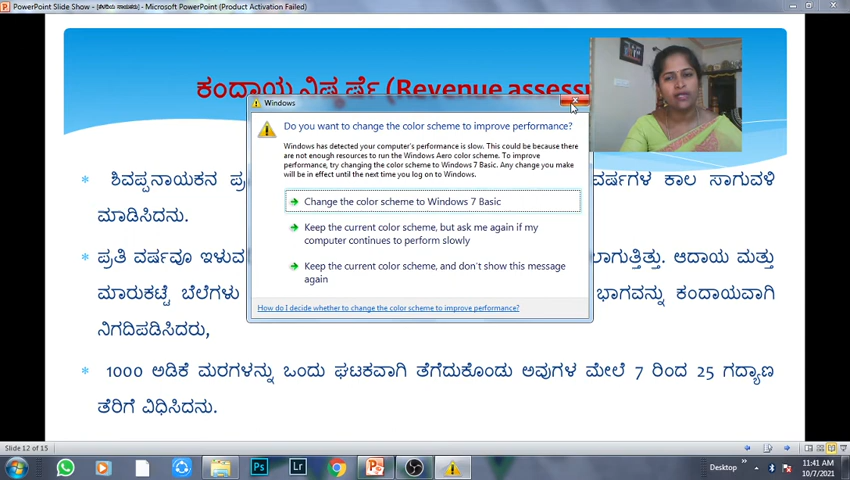 PowerPoint Slide Show - [ಕೆಳದಿಯ ನಾಯಕರು] - Microsoft PowerPoint (Product Activation Failed)
ಕಂದಾಯ ನಿಷ್ಕರ್ಷೆ (Revenue assess
Windows
Do you want to change the color scheme to improve performance?
Windows has detected your computer's performance is slow. This could be because there
are not enough resources to run the Windows Aero color scheme. To improve
performance, try changing the color scheme to Windows 7 Basic. Any change you make
will be in effect until the next time you log on to Windows.
Change the color scheme to Windows 7 Basic
Keep the current color scheme, but ask me again if my
computer continues to perform slowly
Keep the current color scheme, and don't show this message
again
How do I decide whether to change the color scheme to improve performance?
* ಶಿವಪ್ಪನಾಯಕನ ಪ್ರ ವರ್ಷಗಳ ಕಾಲ ಸಾಗುವಳಿ
ಮಾಡಿಸಿದನು.
* ಪ್ರತಿ ವರ್ಷವೂ ಇಳುವ ಲಾಗುತ್ತಿತ್ತು. ಆದಾಯ ಮತ್ತು
ಮಾರುಕಟ್ಟೆ ಬೆಲೆಗಳು ಭಾಗವನ್ನು ಕಂದಾಯವಾಗಿ
ನಿಗದಿಪಡಿಸಿದರು,
* 1000 ಅಡಿಕೆ ಮರಗಳನ್ನು ಒಂದು ಘಟಕವಾಗಿ ತೆಗೆದುಕೊಂಡು ಅವುಗಳ ಮೇಲೆ 7 ರಿಂದ 25 ಗದ್ಯಾಣ
ತೆರಿಗೆ ವಿಧಿಸಿದನು.
Slide 12 of 15
Ps
Lr
Desktop
11:41 AM
10/7/2021